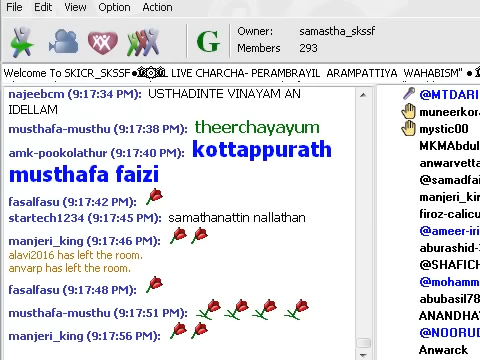 File Edit View Option Action
G
Owner: samastha_skssf
Members 293
Welcome To SKICR_SKSSF L LIVE CHARCHA- PERAMBRAYIL ARAMPATTIYA WAHABISM"
najeebcm (9:17:34 PM): USTHADINTE VINAYAM AN
IDELLAM
musthafa-musthu (9:17:38 PM): theerchayayum
amk-pookolathur (9:17:40 PM): kottappurath
musthafa faizi
fasalfasu (9:17:42 PM):
startech1234 (9:17:45 PM): samathanattin nallathan
manjeri_king (9:17:46 PM):
alavi2016 has left the room.
anvarp has left the room.
fasalfasu (9:17:48 PM):
musthafa-musthu (9:17:51 PM):
manjeri_king (9:17:56 PM):
@MTDARI
muneerkor
mystic00
MKMAbdul
anwarvetta
@samadfai
manjeri_kin
firoz-calicu
@ameer-iri
aburashid-
@SHAFICH
@mohamm
abubasil78
ANANDHA
@NOORUD
Anwarck